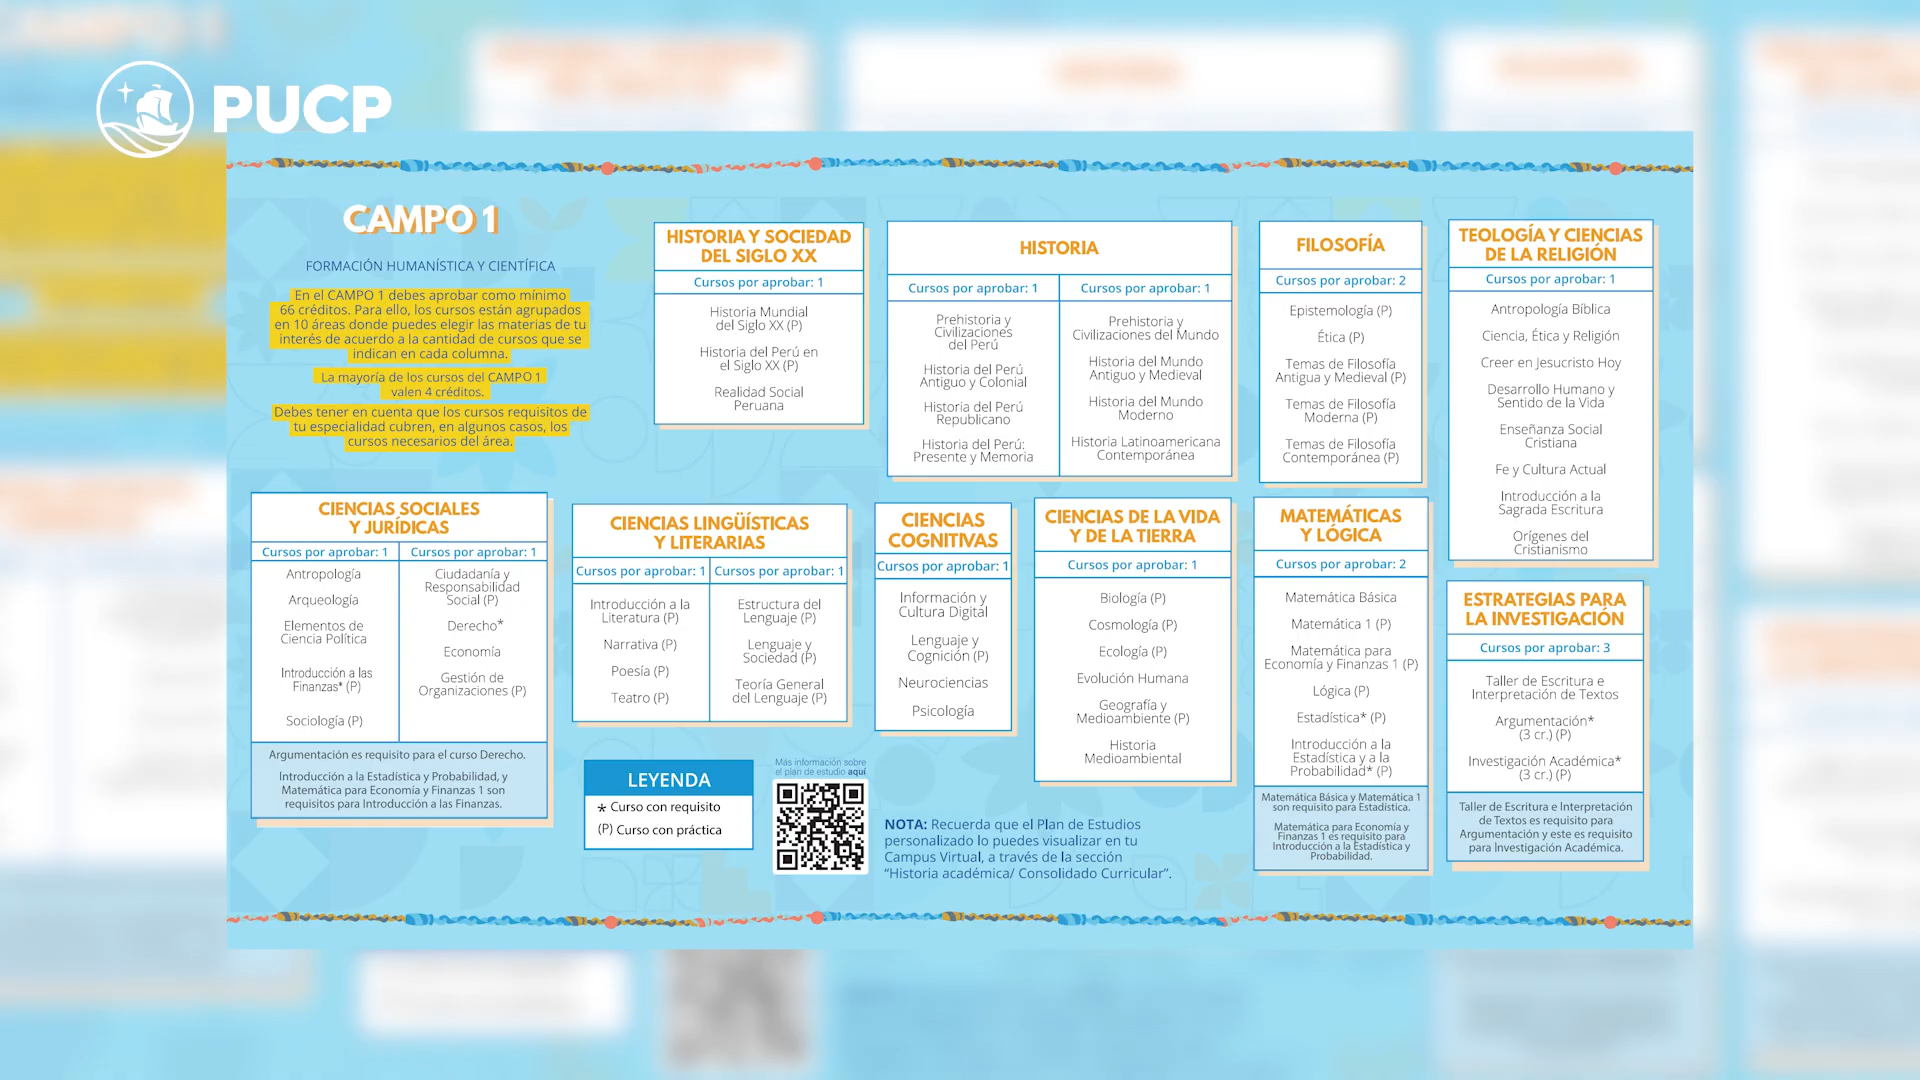 PUCP
CAMPO 1
FORMACIÓN HUMANÍSTICA Y CIENTÍFICA
En el CAMPO 1 debes aprobar como mínimo
66 créditos. Para ello, los cursos están agrupados
en 10 áreas donde puedes elegir las materias de tu
interés de acuerdo a la cantidad de cursos que se
indican en cada columna.
La mayoría de los cursos del CAMPO 1
valen 4 créditos.
Debes tener en cuenta que los cursos requisitos de
tu especialidad cubren, en algunos casos, los
cursos necesarios del área.
HISTORIA Y SOCIEDAD
DEL SIGLO XX
Cursos por aprobar: 1
Historia Mundial
del Siglo XX (P)
Historia del Perú en
el Siglo XX (P)
Realidad Social
Peruana
HISTORIA
Cursos por aprobar: 1
Prehistoria y
Civilizaciones
del Perú
Historia del Perú
Antiguo y Colonial
Historia del Perú
Republicano
Historia del Perú:
Presente y Memoria
Cursos por aprobar: 1
Prehistoria y
Civilizaciones del Mundo
Historia del Mundo
Antiguo y Medieval
Historia del Mundo
Moderno
Historia Latinoamericana
Contemporánea
FILOSOFÍA
Cursos por aprobar: 2
Epistemología (P)
Ética (P)
Temas de Filosofía
Antigua y Medieval (P)
Temas de Filosofía
Moderna (P)
Temas de Filosofía
Contemporánea (P)
TEOLOGÍA Y CIENCIAS
DE LA RELIGIÓN
Cursos por aprobar: 1
Antropología Bíblica
Ciencia, Ética y Religión
Creer en Jesucristo Hoy
Desarrollo Humano y
Sentido de la Vida
Enseñanza Social
Cristiana
Fe y Cultura Actual
Introducción a la
Sagrada Escritura
Orígenes del
Cristianismo
CIENCIAS SOCIALES
Y JURÍDICAS
Cursos por aprobar: 1
Antropología
Arqueología
Elementos de
Ciencia Política
Introducción a las
Finanzas* (P)
Sociología (P)
Cursos por aprobar: 1
Ciudadanía y
Responsabilidad
Social (P)
Derecho*
Economía
Gestión de
Organizaciones (P)
Argumentación es requisito para el curso Derecho.
Introducción a la Estadística y Probabilidad, y
Matemática para Economía y Finanzas 1 son
requisitos para Introducción a las Finanzas.
CIENCIAS LINGÜÍSTICAS
Y LITERARIAS
Cursos por aprobar: 1
Introducción a la
Literatura (P)
Narrativa (P)
Poesía (P)
Teatro (P)
Cursos por aprobar: 1
Estructura del
Lenguaje (P)
Lenguaje y
Sociedad (P)
Teoría General
del Lenguaje (P)
CIENCIAS
COGNITIVAS
Cursos por aprobar: 1
Información y
Cultura Digital
Lenguaje y
Cognición (P)
Neurociencias
Psicología
CIENCIAS DE LA VIDA
Y DE LA TIERRA
Cursos por aprobar: 1
Biología (P)
Cosmología (P)
Ecología (P)
Evolución Humana
Geografía y
Medioambiente (P)
Historia
Medioambiental
MATEMÁTICAS
Y LÓGICA
Cursos por aprobar: 2
Matemática Básica
Matemática 1 (P)
Matemática para
Economía y Finanzas 1 (P)
Lógica (P)
Estadística* (P)
Introducción a la
Estadística y a la
Probabilidad* (P)
Matemática Básica y Matemática 1
son requisito para Estadística.
Matemática para Economía y
Finanzas 1 es requisito para
Introducción a la Estadística y
Probabilidad.
ESTRATEGIAS PARA
LA INVESTIGACIÓN
Cursos por aprobar: 3
Taller de Escritura e
Interpretación de Textos
Argumentación*
(3 cr.) (P)
Investigación Académica*
(3 cr.) (P)
Taller de Escritura e Interpretación
de Textos es requisito para
Argumentación y este es requisito
para Investigación Académica.
LEYENDA
* Curso con requisito
(P) Curso con práctica
Más información sobre
el plan de estudio aquí
NOTA: Recuerda que el Plan de Estudios
personalizado lo puedes visualizar en tu
Campus Virtual, a través de la sección
“Historia académica/ Consolidado Curricular”.